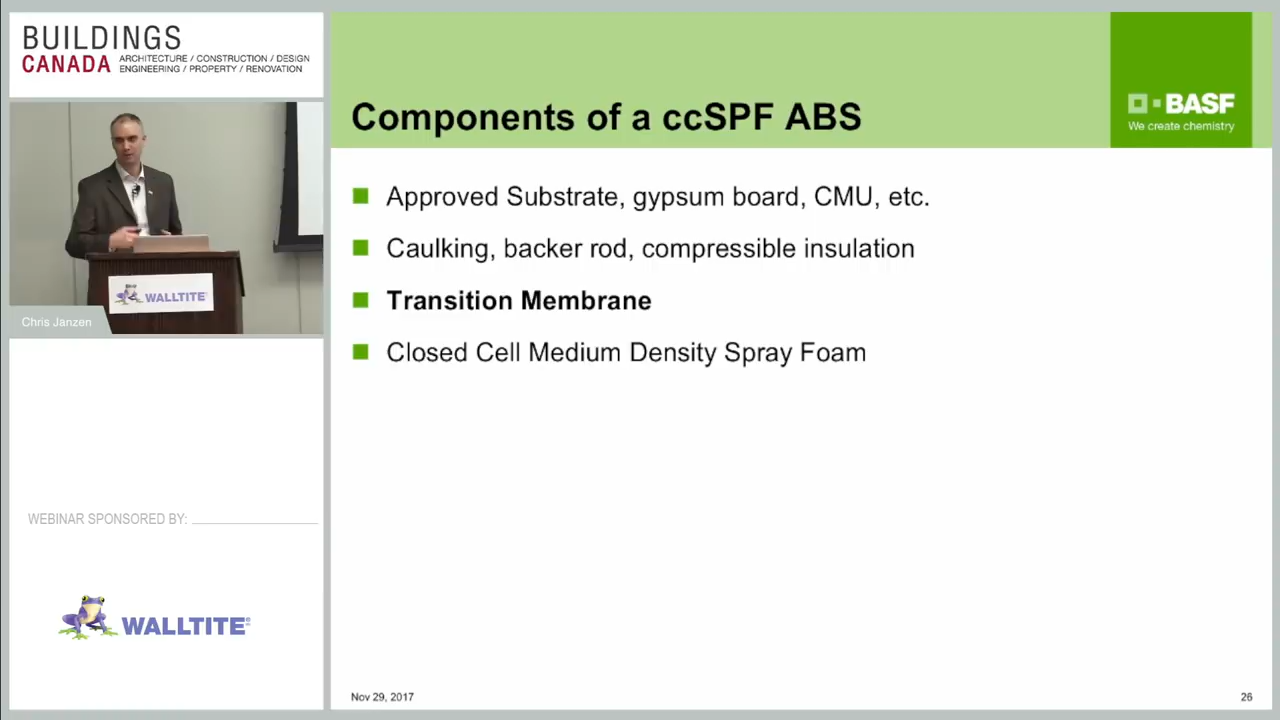 BUILDINGS
CANADA
ARCHITECTURE / CONSTRUCTION / DESIGN
ENGINEERING / PROPERTY / RENOVATION
WALLTITE
Chris Janzen
WEBINAR SPONSORED BY:
WALLTITE®
Components of a ccSPF ABS
BASF
We create chemistry
Approved Substrate, gypsum board, CMU, etc.
Caulking, backer rod, compressible insulation
Transition Membrane
Closed Cell Medium Density Spray Foam
Nov 29, 2017
26